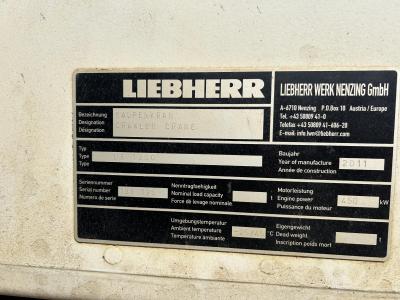 LIEBHERR
LIEBHERR WERK NENZING GmbH
A-6710 Nenzing P.O.Box 10 Austria / Europe
Tel. +43 50809 41-0
Telefax +43 50809 41-400-28
E-mail: info.lwn@liebherr.com
Bezeichnung
Designation
Désignation
RAUPENKRAN
CRAWLER CRANE
Typ
Type
Type
Baujahr
Year of manufacture
Année de construction
2011
Seriennummer
Serial number
Numéro de serie
Nenntragfähigkeit
Nominal load capacity
Force de levage nominale
t
Motorleistung
Engine power
Puissance du moteur
450 kW
Umgebungstemperatur
Ambient temperature
Température ambiante
°C
Eigengewicht
Dead weight
Inscription poids mort
t